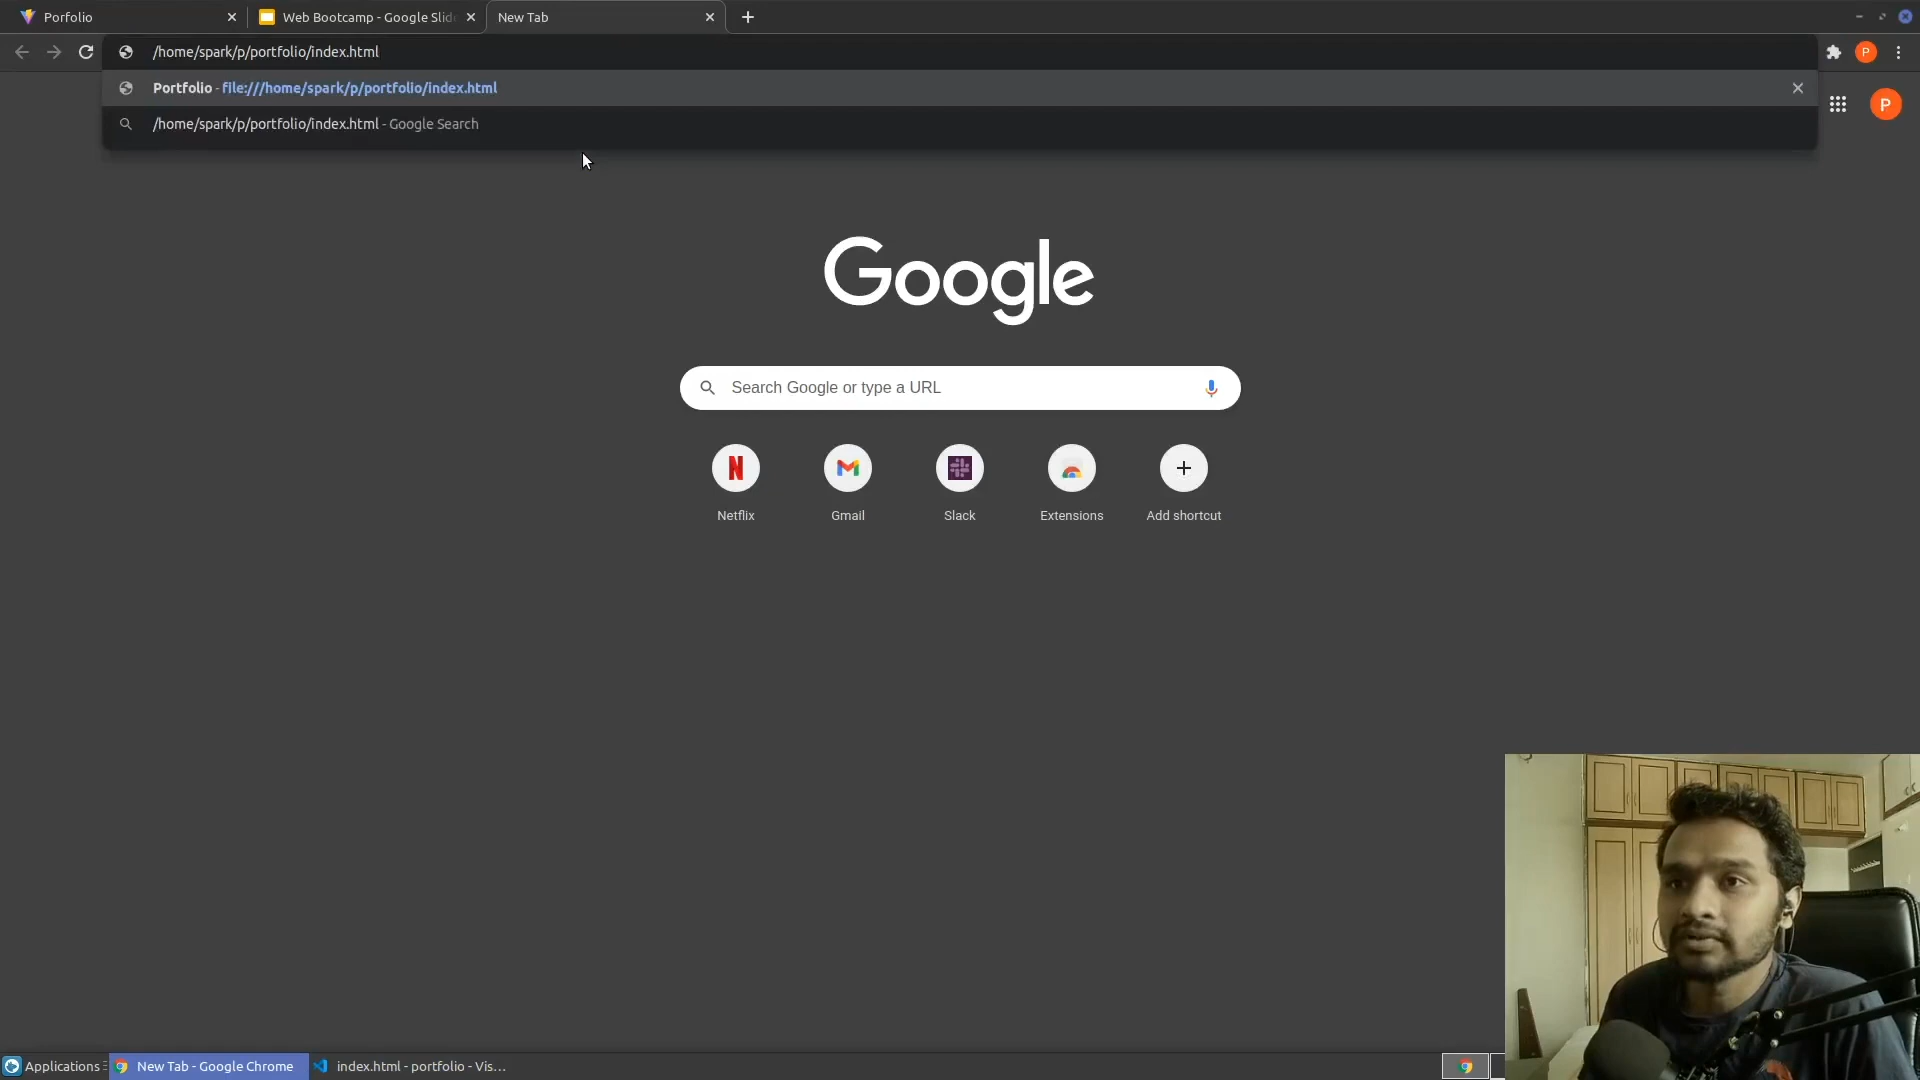 Porfolio
Web Bootcamp - Google Slid
New Tab
/home/spark/p/portfolio/index.html
P
Portfolio - file:///home/spark/p/portfolio/index.html
/home/spark/p/portfolio/index.html - Google Search
P
Google
Search Google or type a URL
Netflix
Gmail
Slack
Extensions
Add shortcut
Applications
New Tab - Google Chrome
index.html - portfolio - Vis...